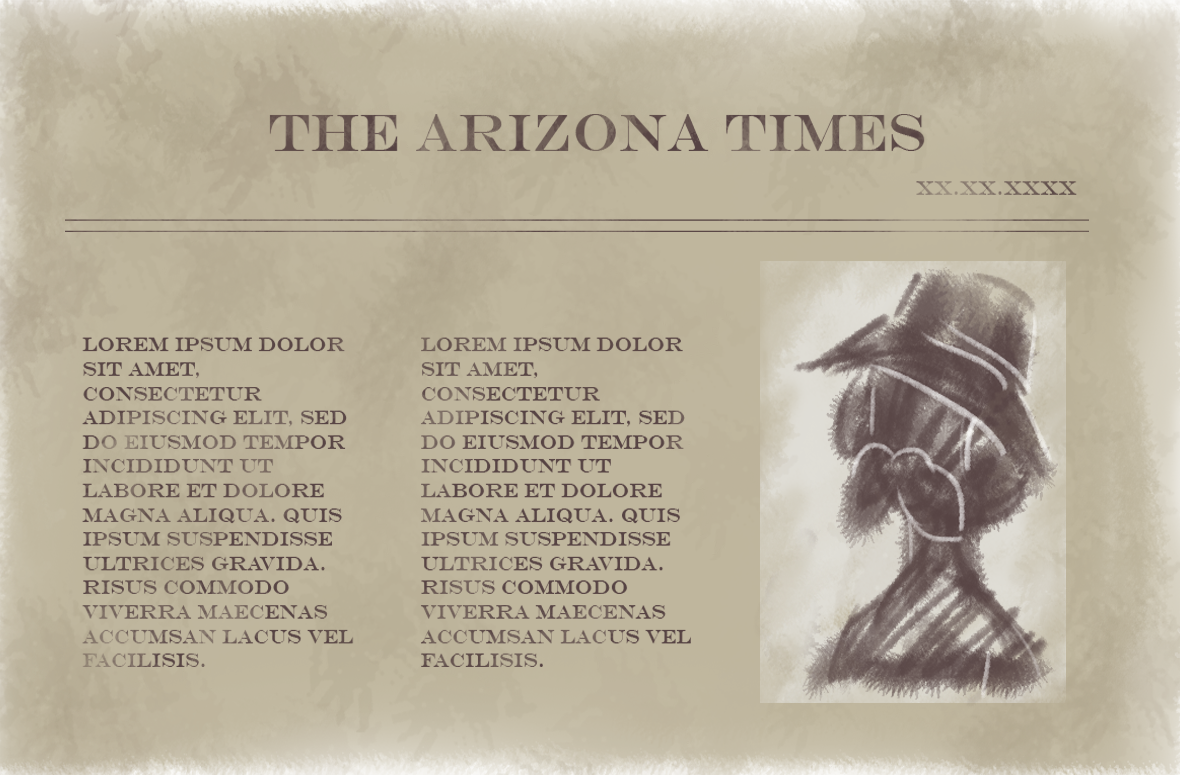 THE ARIZONA TIMES
XX.XX.XXXX
LOREM IPSUM DOLOR
SIT AMET,
CONSECTETUR
ADIPISCING ELIT, SED
DO EIUSMOD TEMPOR
INCIDIDUNT UT
LABORE ET DOLORE
MAGNA ALIQUA. QUIS
IPSUM SUSPENDISSE
ULTRICES GRAVIDA.
RISUS COMMODO
VIVERRA MAECENAS
ACCUMSAN LACUS VEL
FACILISIS.
LOREM IPSUM DOLOR
SIT AMET,
CONSECTETUR
ADIPISCING ELIT, SED
DO EIUSMOD TEMPOR
INCIDIDUNT UT
LABORE ET DOLORE
MAGNA ALIQUA. QUIS
IPSUM SUSPENDISSE
ULTRICES GRAVIDA.
RISUS COMMODO
VIVERRA MAECENAS
ACCUMSAN LACUS VEL
FACILISIS.